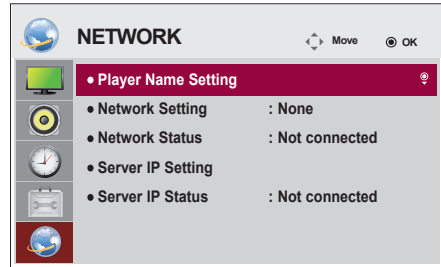 NETWORK
Move
OK
● Player Name Setting
● Network Setting : None
● Network Status : Not connected
● Server IP Setting
● Server IP Status : Not connected